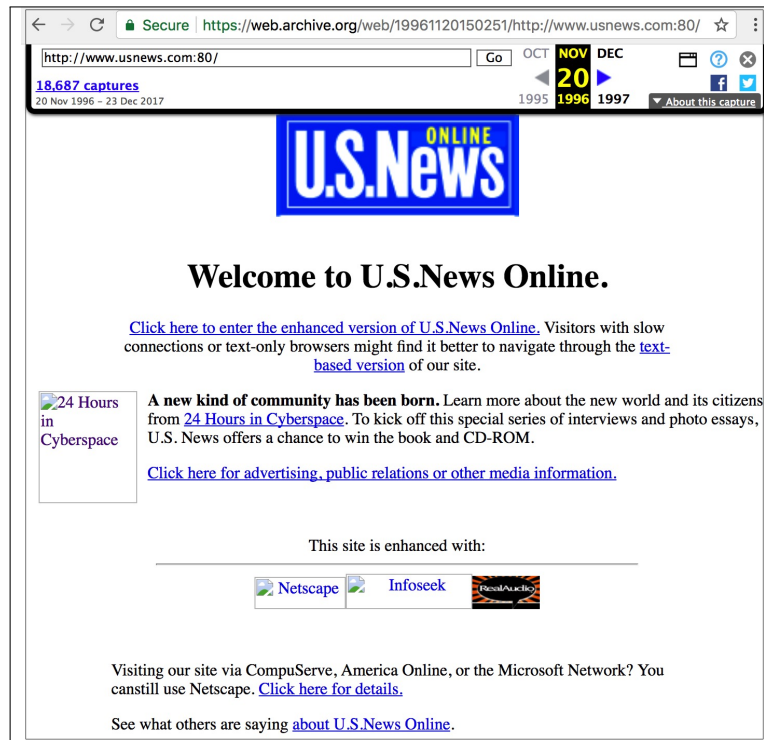 Secure https://web.archive.org/web/19961120150251/http://www.usnews.com:80/
http://www.usnews.com:80/ Go OCT NOV DEC
18,687 captures 20
20 Nov 1996 – 23 Dec 2017 1995 1996 1997 About this capture
ONLINE
U.S.News
Welcome to U.S.News Online.
Click here to enter the enhanced version of U.S.News Online. Visitors with slow
connections or text-only browsers might find it better to navigate through the text-
based version of our site.
24 Hours
in
Cyberspace
A new kind of community has been born. Learn more about the new world and its citizens
from 24 Hours in Cyberspace. To kick off this special series of interviews and photo essays,
U.S. News offers a chance to win the book and CD-ROM.
Click here for advertising, public relations or other media information.
This site is enhanced with:
Netscape Infoseek RealAudio
Visiting our site via CompuServe, America Online, or the Microsoft Network? You
canstill use Netscape. Click here for details.
See what others are saying about U.S.News Online.